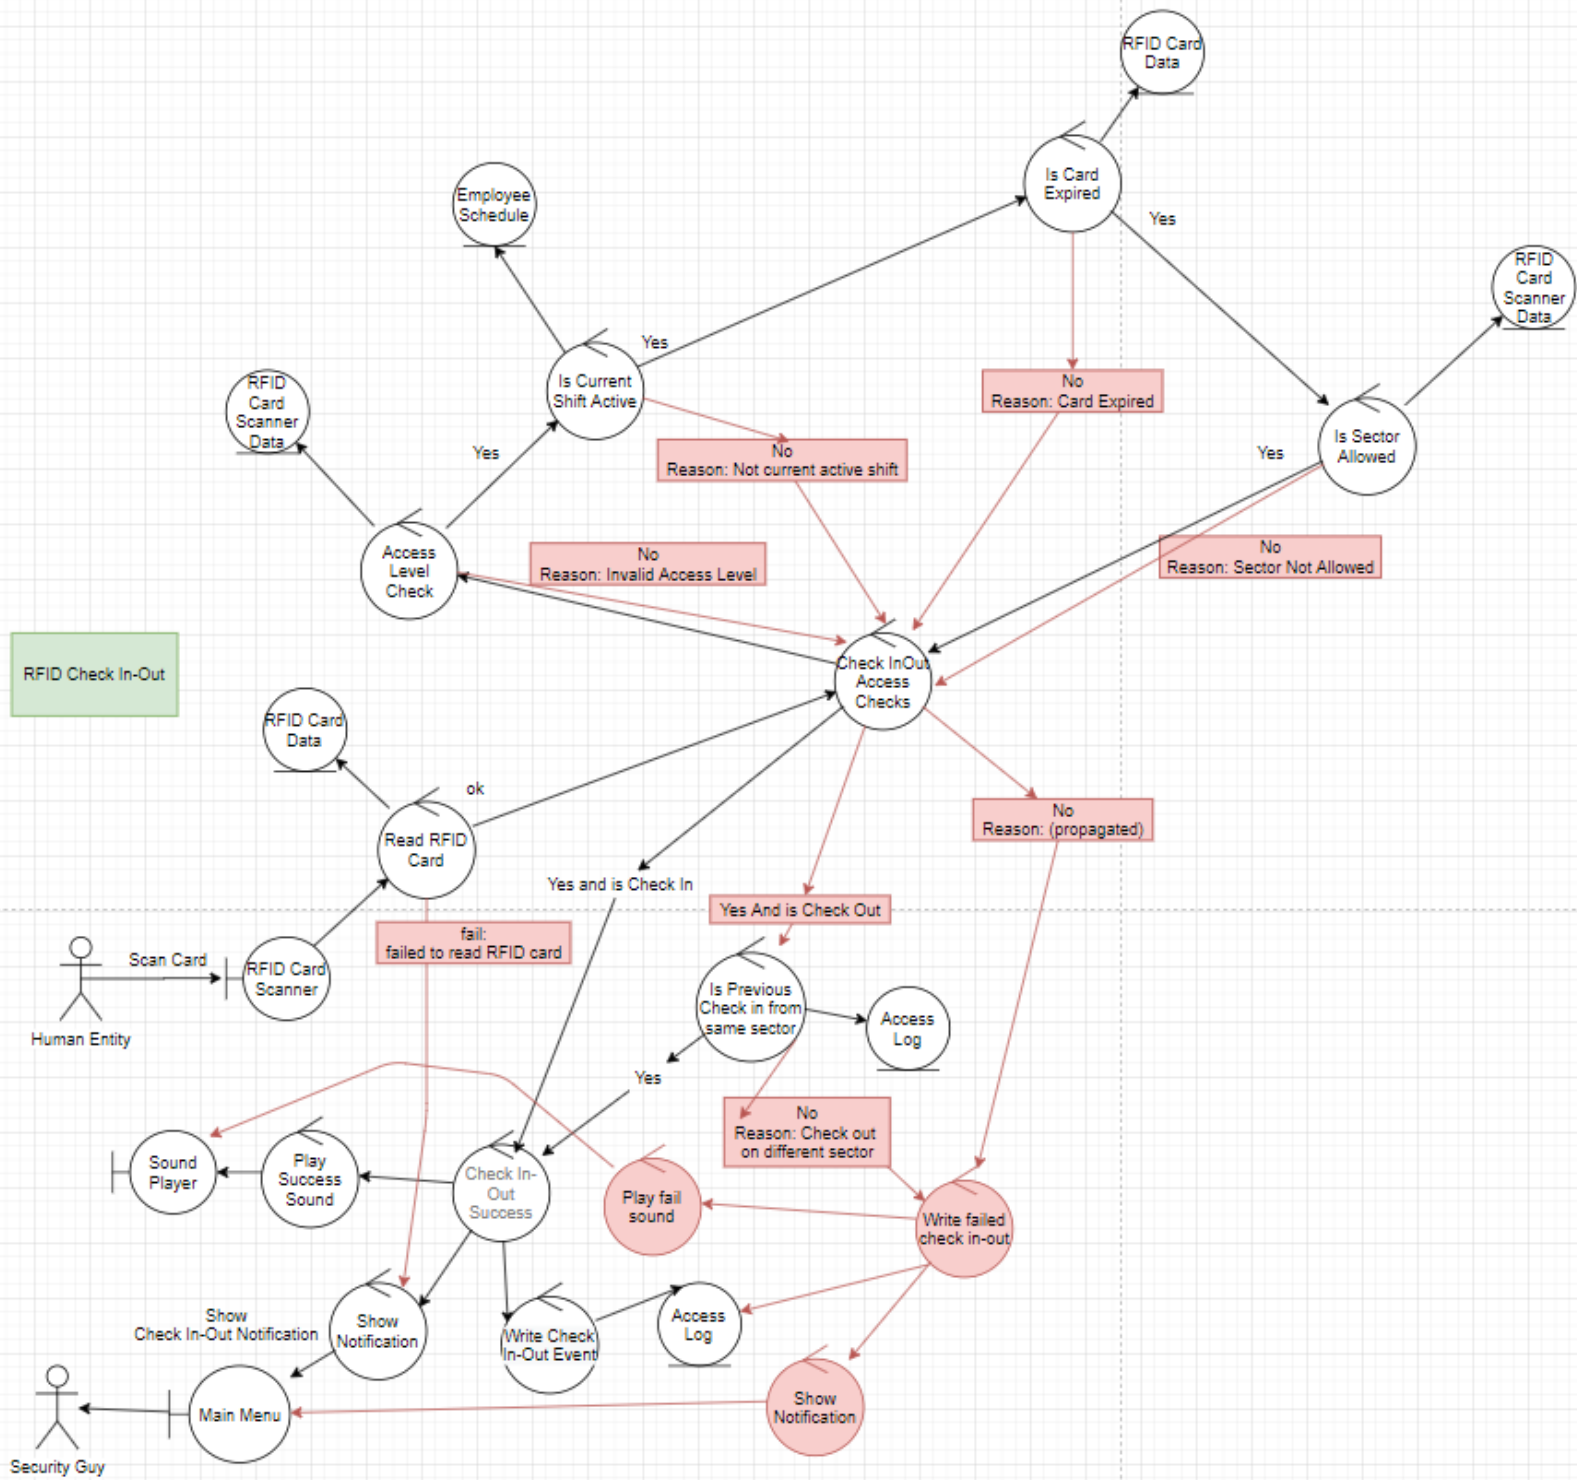 RFID Card
Data
Is Card
Expired
Yes
Employee
Schedule
RFID
Card
Scanner
Data
Yes
Is Current
Shift Active
No
Reason: Card Expired
RFID
Card
Scanner
Data
Is Sector
Allowed
Yes
No
Reason: Not current active shift
Yes
Access
Level
Check
No
Reason: Invalid Access Level
No
Reason: Sector Not Allowed
RFID Check In-Out
Check InOut
Access
Checks
RFID Card
Data
ok
Read RFID
Card
No
Reason: (propagated)
Yes and is Check In
Yes And is Check Out
fail:
failed to read RFID card
Scan Card
RFID Card
Scanner
Human Entity
Is Previous
Check in from
same sector
Access
Log
Yes
No
Reason: Check out
on different sector
Sound
Player
Play
Success
Sound
Check In-
Out
Success
Play fail
sound
Write failed
check in-out
Show
Check In-Out Notification
Show
Notification
Write Check
In-Out Event
Access
Log
Show
Notification
Main Menu
Security Guy